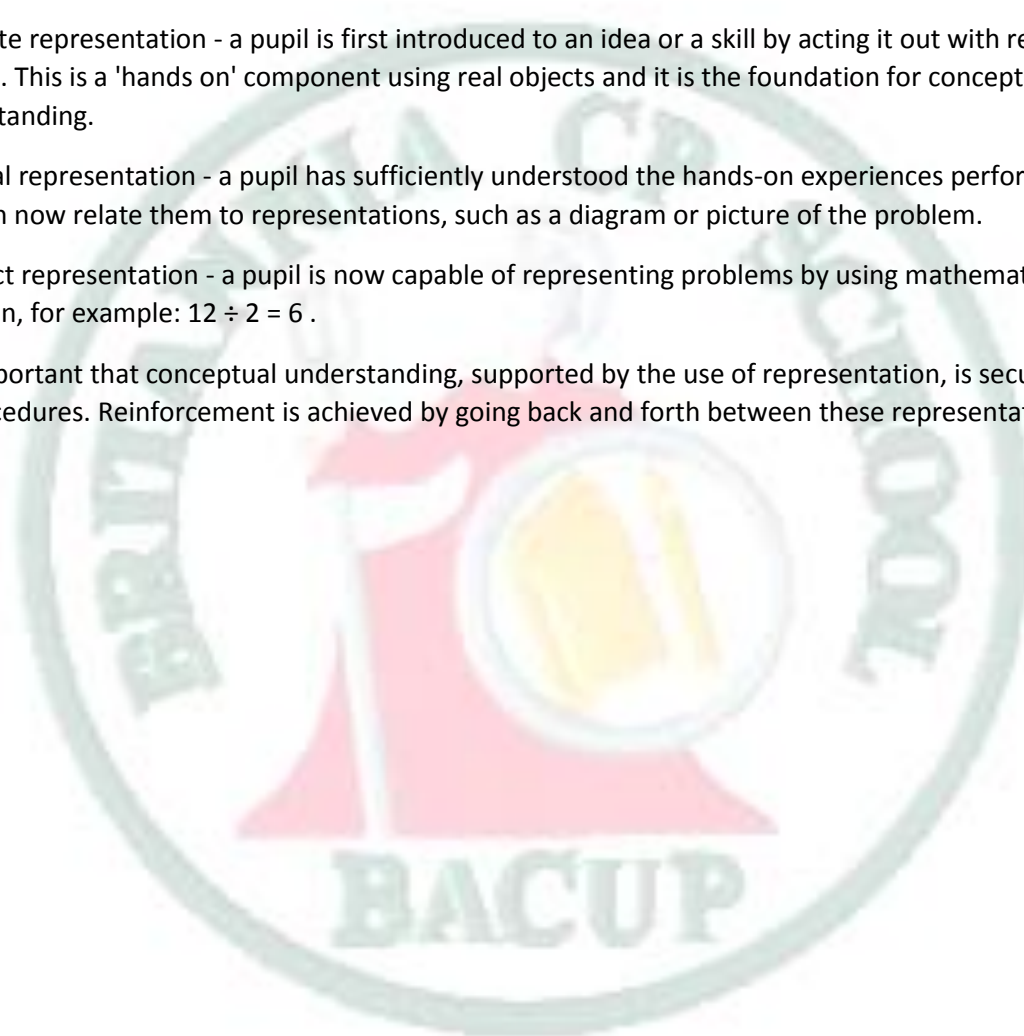 te representation - a pupil is first introduced to an idea or a skill by acting it out with re
. This is a 'hands on' component using real objects and it is the foundation for concept
tanding.
al representation - a pupil has sufficiently understood the hands-on experiences perfor
n now relate them to representations, such as a diagram or picture of the problem.
ct representation - a pupil is now capable of representing problems by using mathemat
n, for example: 12 ÷ 2 = 6 .
portant that conceptual understanding, supported by the use of representation, is secu
cedures. Reinforcement is achieved by going back and forth between these representat
BRITANNIA CP SCHOOL
BACUP